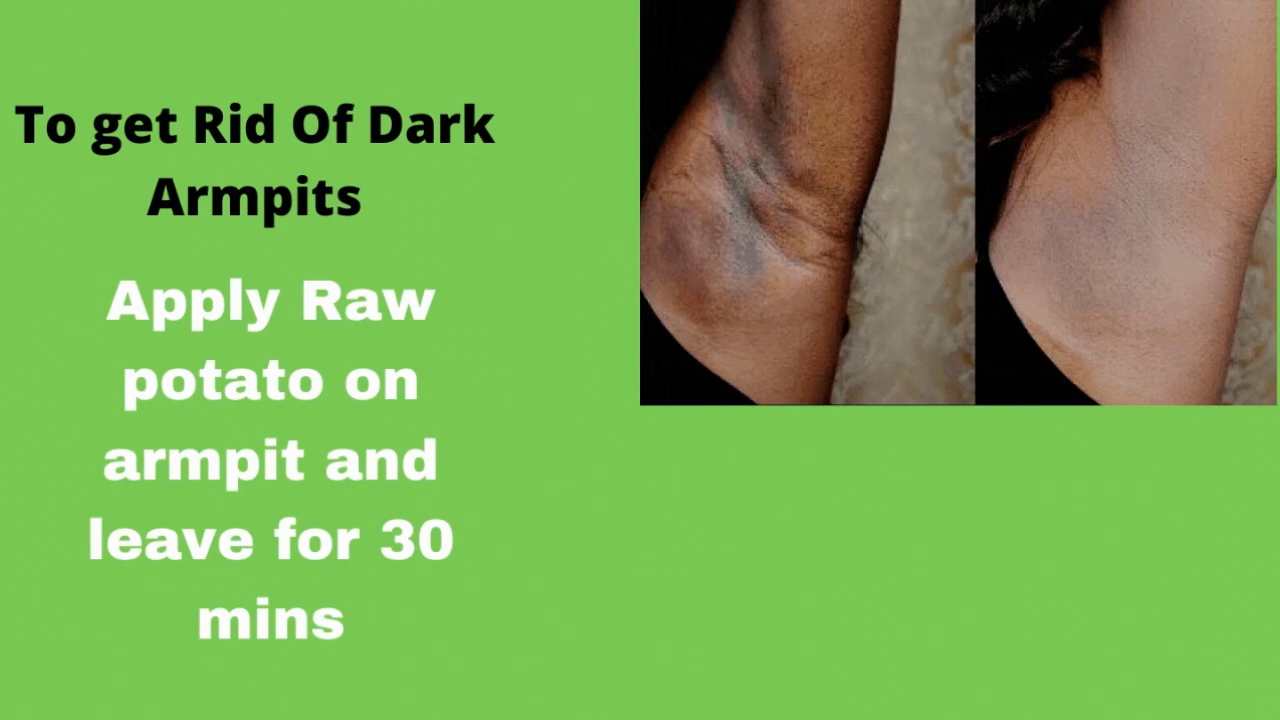 To get Rid Of Dark
Armpits
Apply Raw
potato on
armpit and
leave for 30
mins